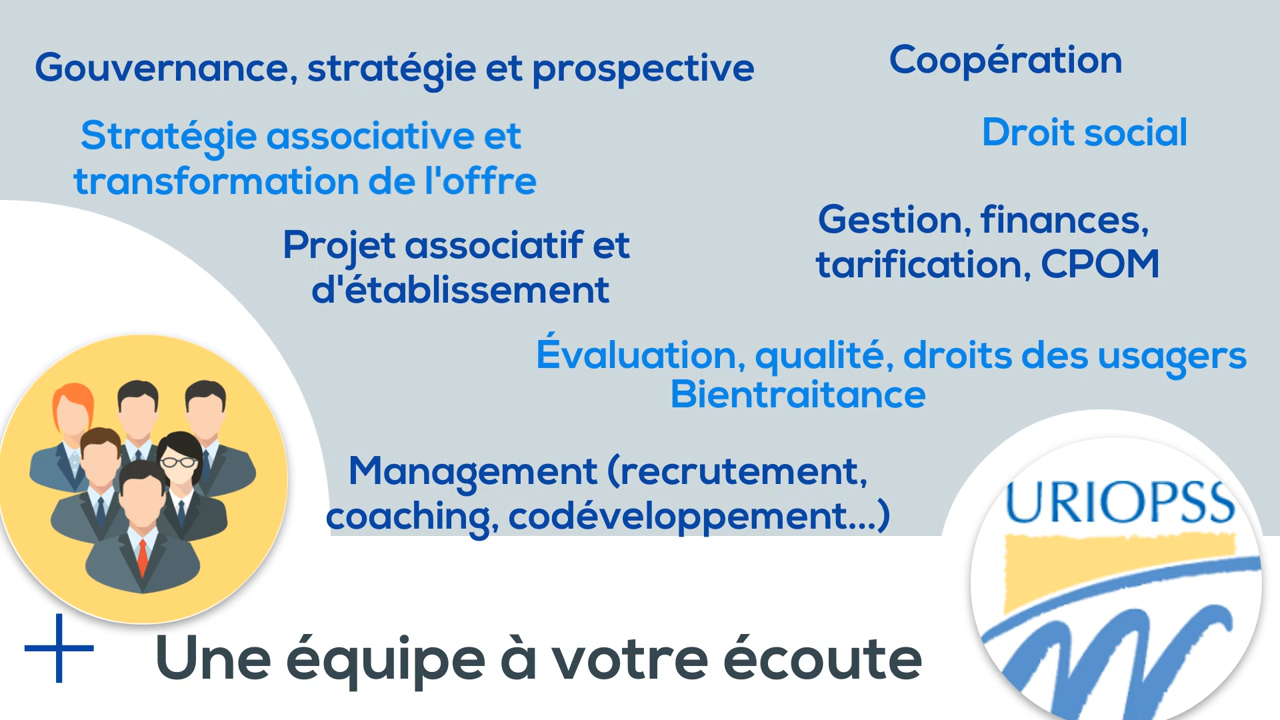 Gouvernance, stratégie et prospective
Coopération
Stratégie associative et
transformation de l'offre
Droit social
Projet associatif et
d'établissement
Gestion, finances,
tarification, CPOM
Évaluation, qualité, droits des usagers
Bientraitance
Management (recrutement,
coaching, codéveloppement...)
URIOPSS
+ Une équipe à votre écoute